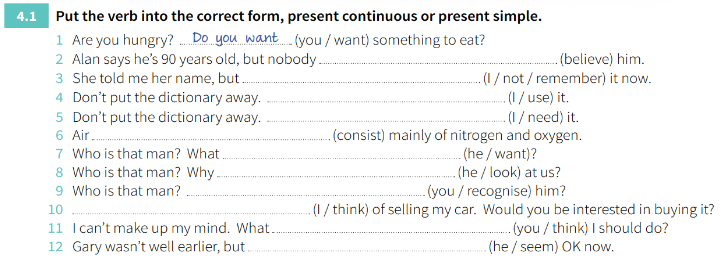 4.1 Put the verb into the correct form, present continuous or present simple.
1 Are you hungry? Do you want (you / want) something to eat?
2 Alan says he's 90 years old, but nobody (believe) him.
3 She told me her name, but (I / not / remember) it now.
4 Don't put the dictionary away. (I / use) it.
5 Don't put the dictionary away. (I / need) it.
6 Air (consist) mainly of nitrogen and oxygen.
7 Who is that man? What (he / want)?
8 Who is that man? Why (he / look) at us?
9 Who is that man? (you / recognise) him?
10 (I / think) of selling my car. Would you be interested in buying it?
11 I can't make up my mind. What (you / think) I should do?
12 Gary wasn't well earlier, but (he / seem) OK now.